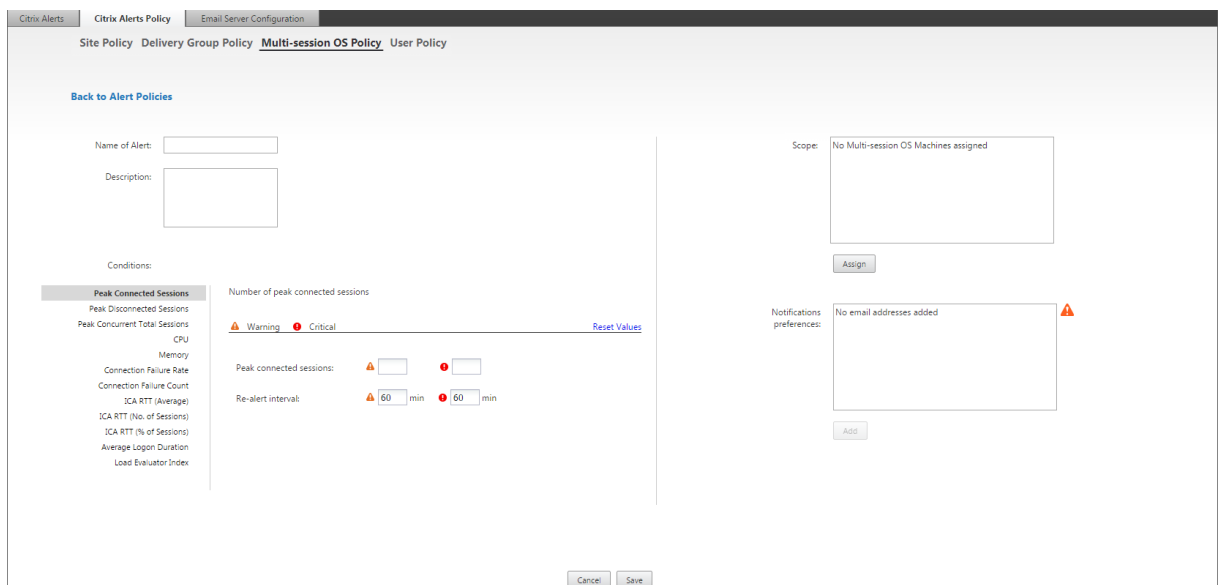 Citrix Alerts Citrix Alerts Policy Email Server Configuration
Site Policy Delivery Group Policy Multi-session OS Policy User Policy
Back to Alert Policies
Name of Alert:
Description:
Conditions:
Peak Connected Sessions
Peak Disconnected Sessions
Peak Concurrent Total Sessions
CPU
Memory
Connection Failure Rate
Connection Failure Count
ICA RTT (Average)
ICA RTT (No. of Sessions)
ICA RTT (% of Sessions)
Average Logon Duration
Load Evaluator Index
Number of peak connected sessions
Warning Critical Reset Values
Peak connected sessions:
Re-alert interval: 60 min 60 min
Scope: No Multi-session OS Machines assigned
Assign
Notifications preferences: No email addresses added
Add
Cancel Save